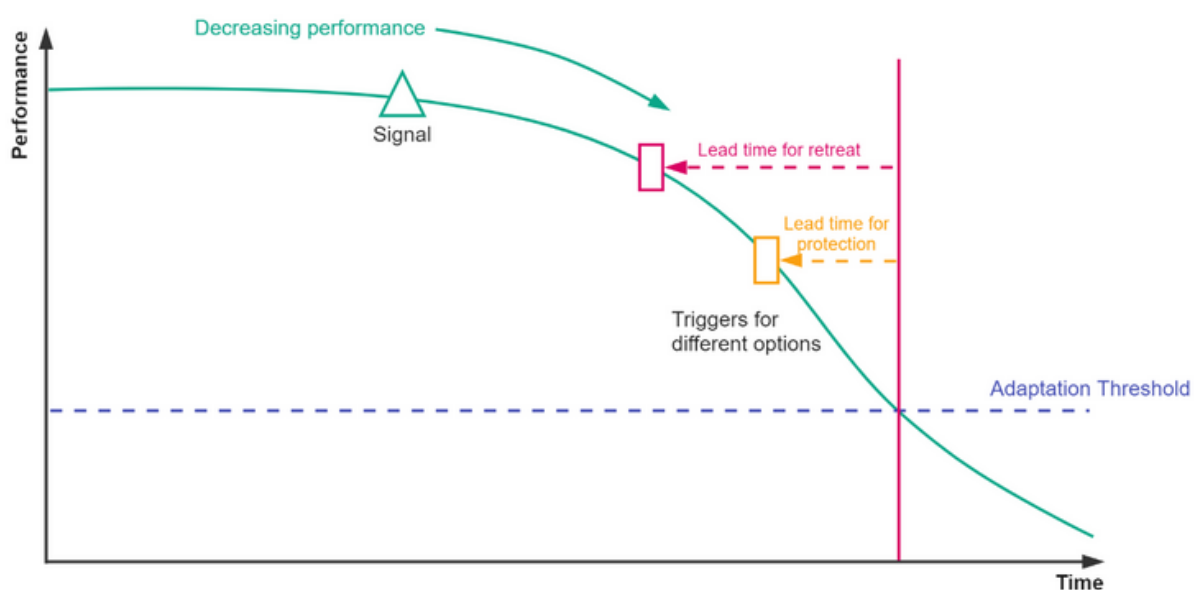 Decreasing performance
Performance
Signal
Lead time for retreat
Lead time for
protection
Triggers for
different options
Adaptation Threshold
Time